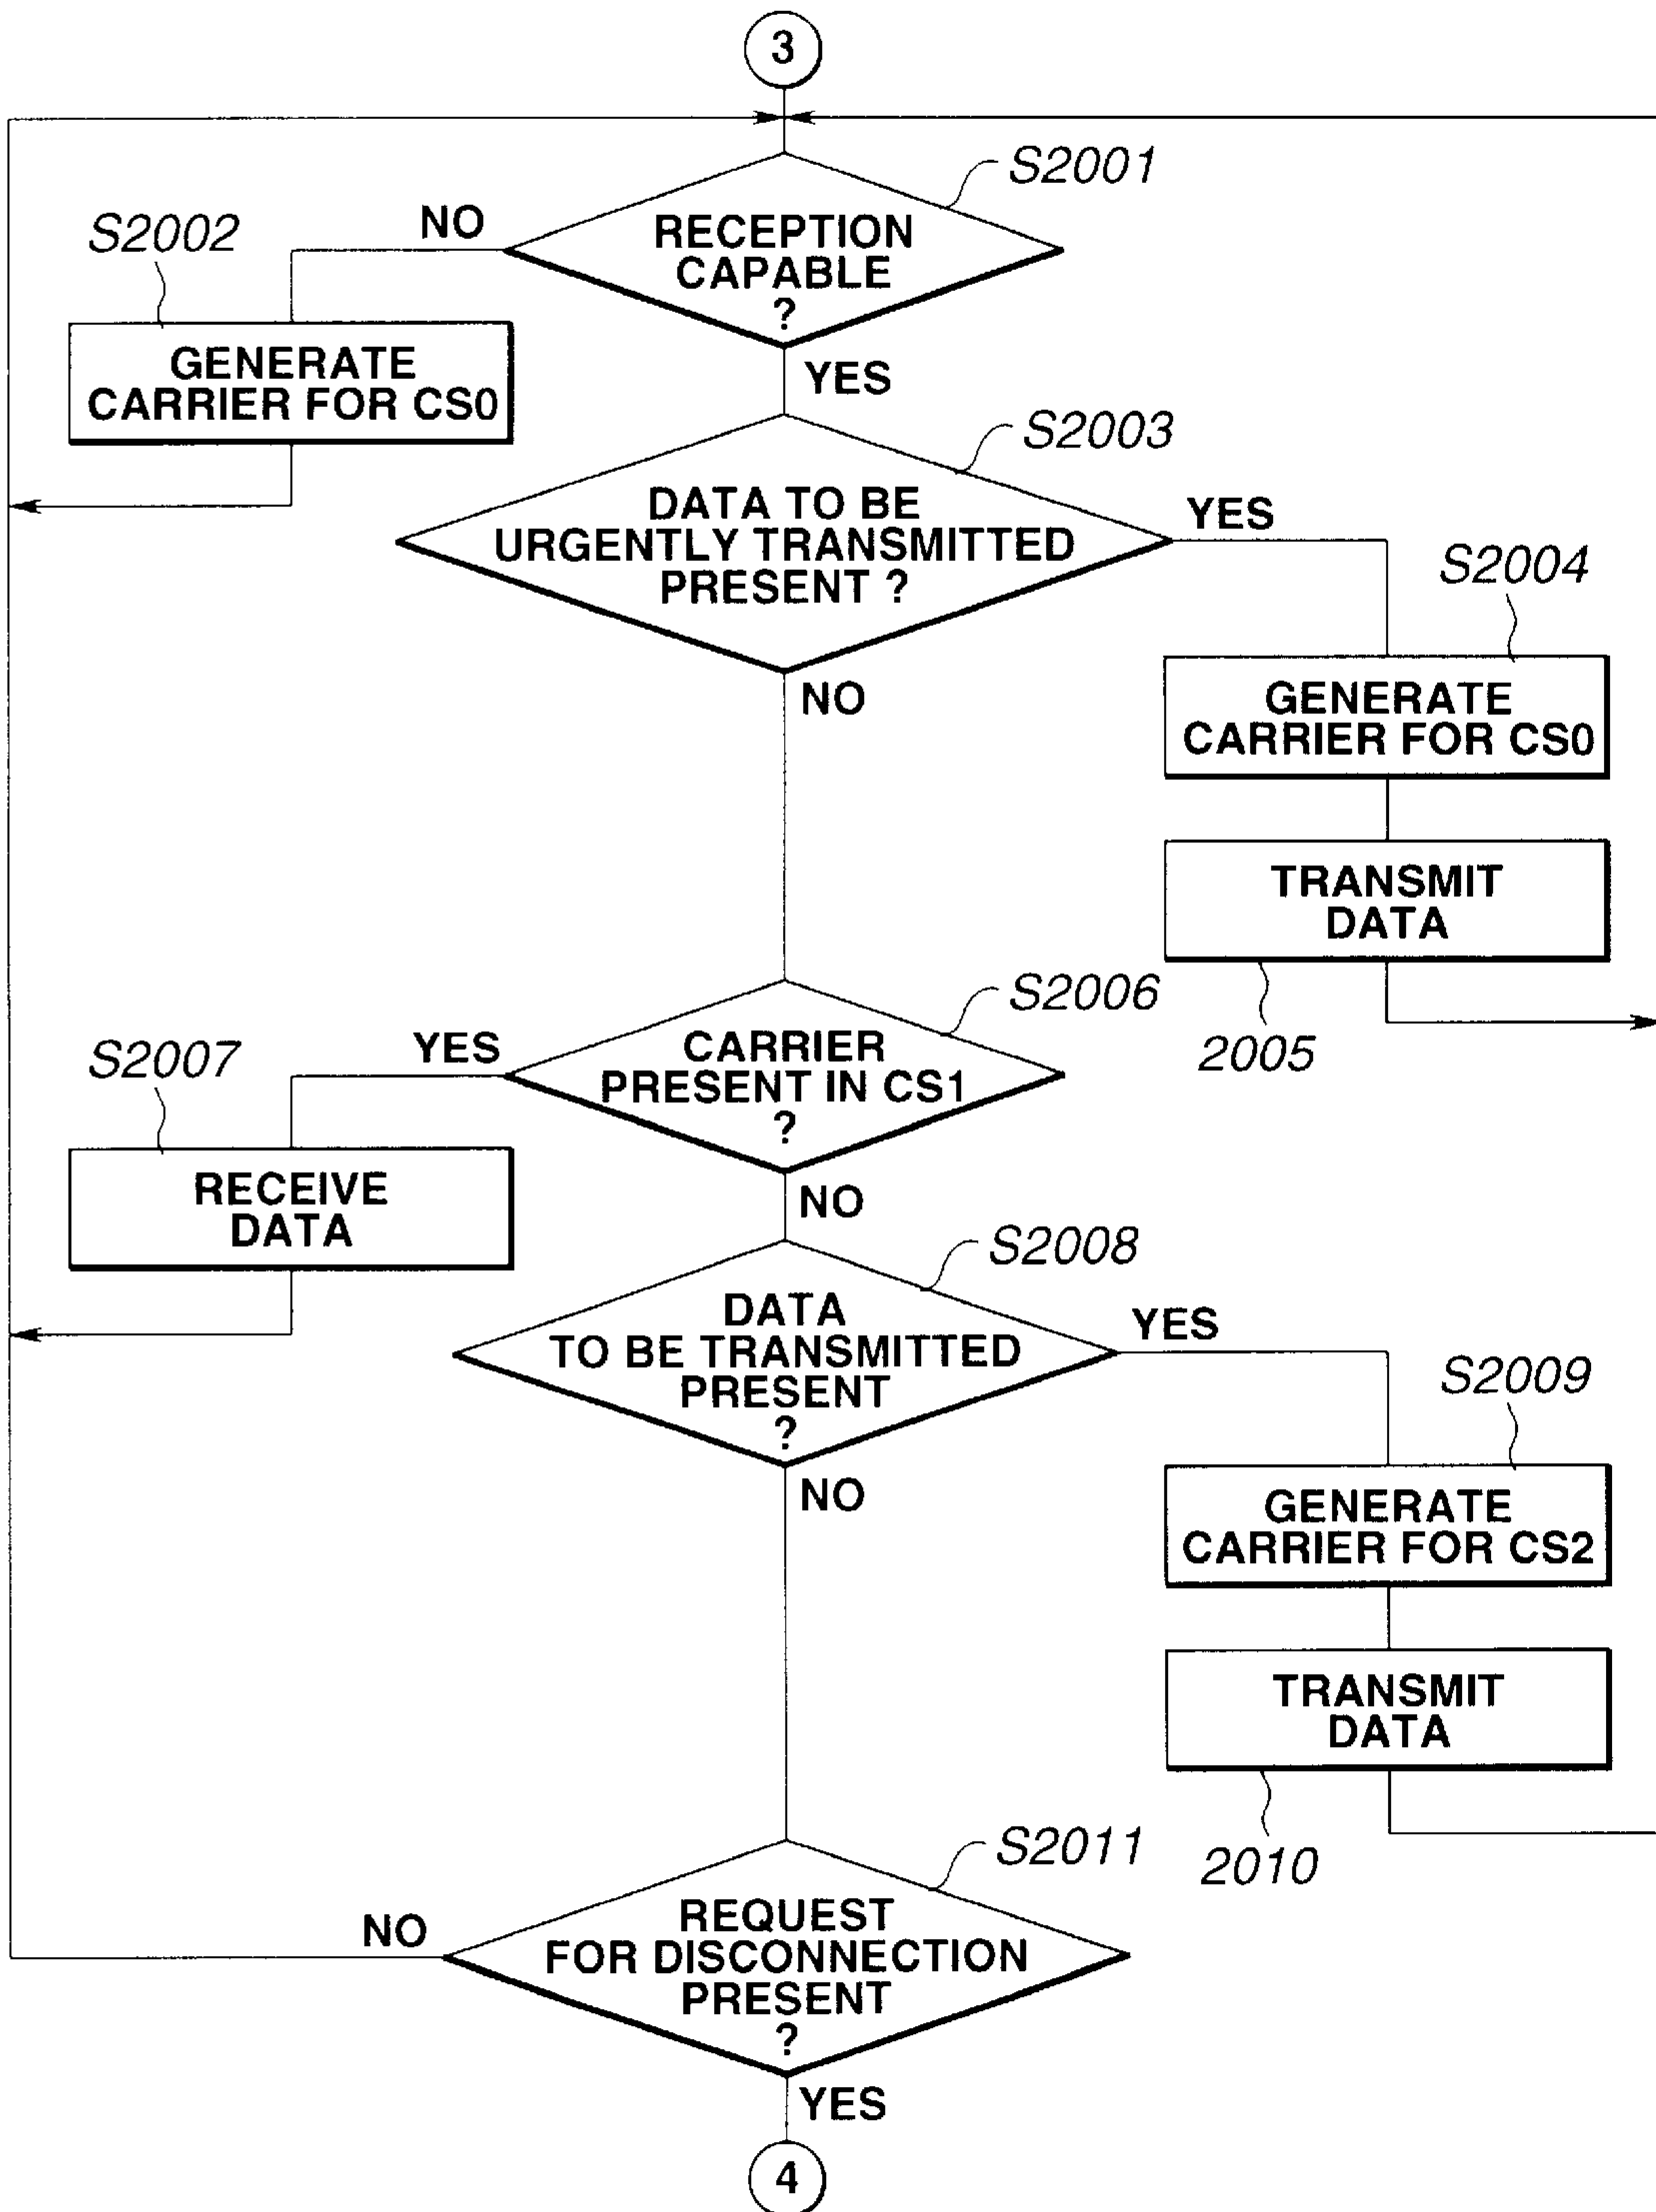 3
S2001
RECEPTION
CAPABLE
?
NO
S2002
GENERATE
CARRIER FOR CS0
YES
S2003
DATA TO BE
URGENTLY TRANSMITTED
PRESENT ?
YES
S2004
GENERATE
CARRIER FOR CS0
TRANSMIT
DATA
2005
NO
S2006
CARRIER
PRESENT IN CS1
?
YES
S2007
RECEIVE
DATA
NO
S2008
DATA
TO BE TRANSMITTED
PRESENT
?
YES
S2009
GENERATE
CARRIER FOR CS2
TRANSMIT
DATA
2010
NO
S2011
REQUEST
FOR DISCONNECTION
PRESENT
?
NO
YES
4